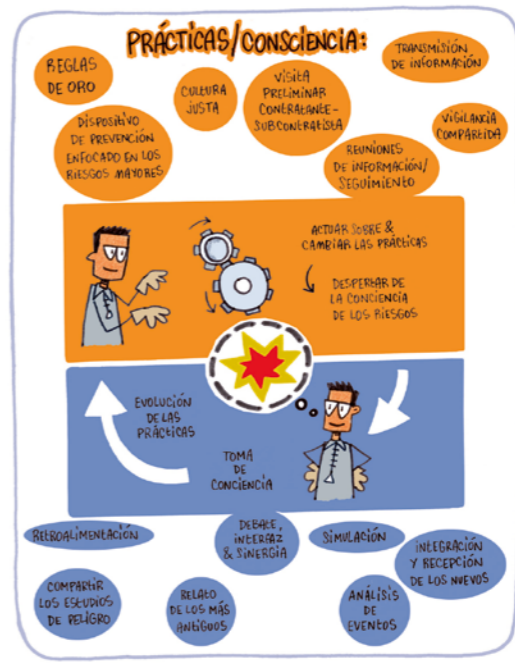 PRÁCTICAS/CONSCIENCIA:
REGLAS
DE ORO
CULTURA
JUSTA
VISITA
PRELIMINAR
CONTRATANTE-
SUBCONTRATISTA
TRANSMISIÓN
DE INFORMACIÓN
DISPOSITIVO
DE PREVENCIÓN
ENFOCADO EN LOS
RIESGOS MAYORES
VIGILANCIA
COMPARTIDA
REUNIONES
DE INFORMACIÓN/
SEGUIMIENTO
ACTUAR SOBRE &
CAMBIAR LAS PRÁCTICAS
DESPERTAR DE
LA CONCIENCIA
DE LOS RIESGOS
EVOLUCIÓN
DE LAS
PRÁCTICAS
TOMA
DE
CONCIENCIA
RETROALIMENTACIÓN
DEBATE,
INTERFAZ
& SINERGIA
SIMULACIÓN
INTEGRACIÓN
Y RECEPCIÓN
DE LOS NUEVOS
COMPARTIR
LOS ESTUDIOS
DE PELIGRO
RELATO
DE LOS MÁS
ANTIGUOS
ANÁLISIS
DE
EVENTOS